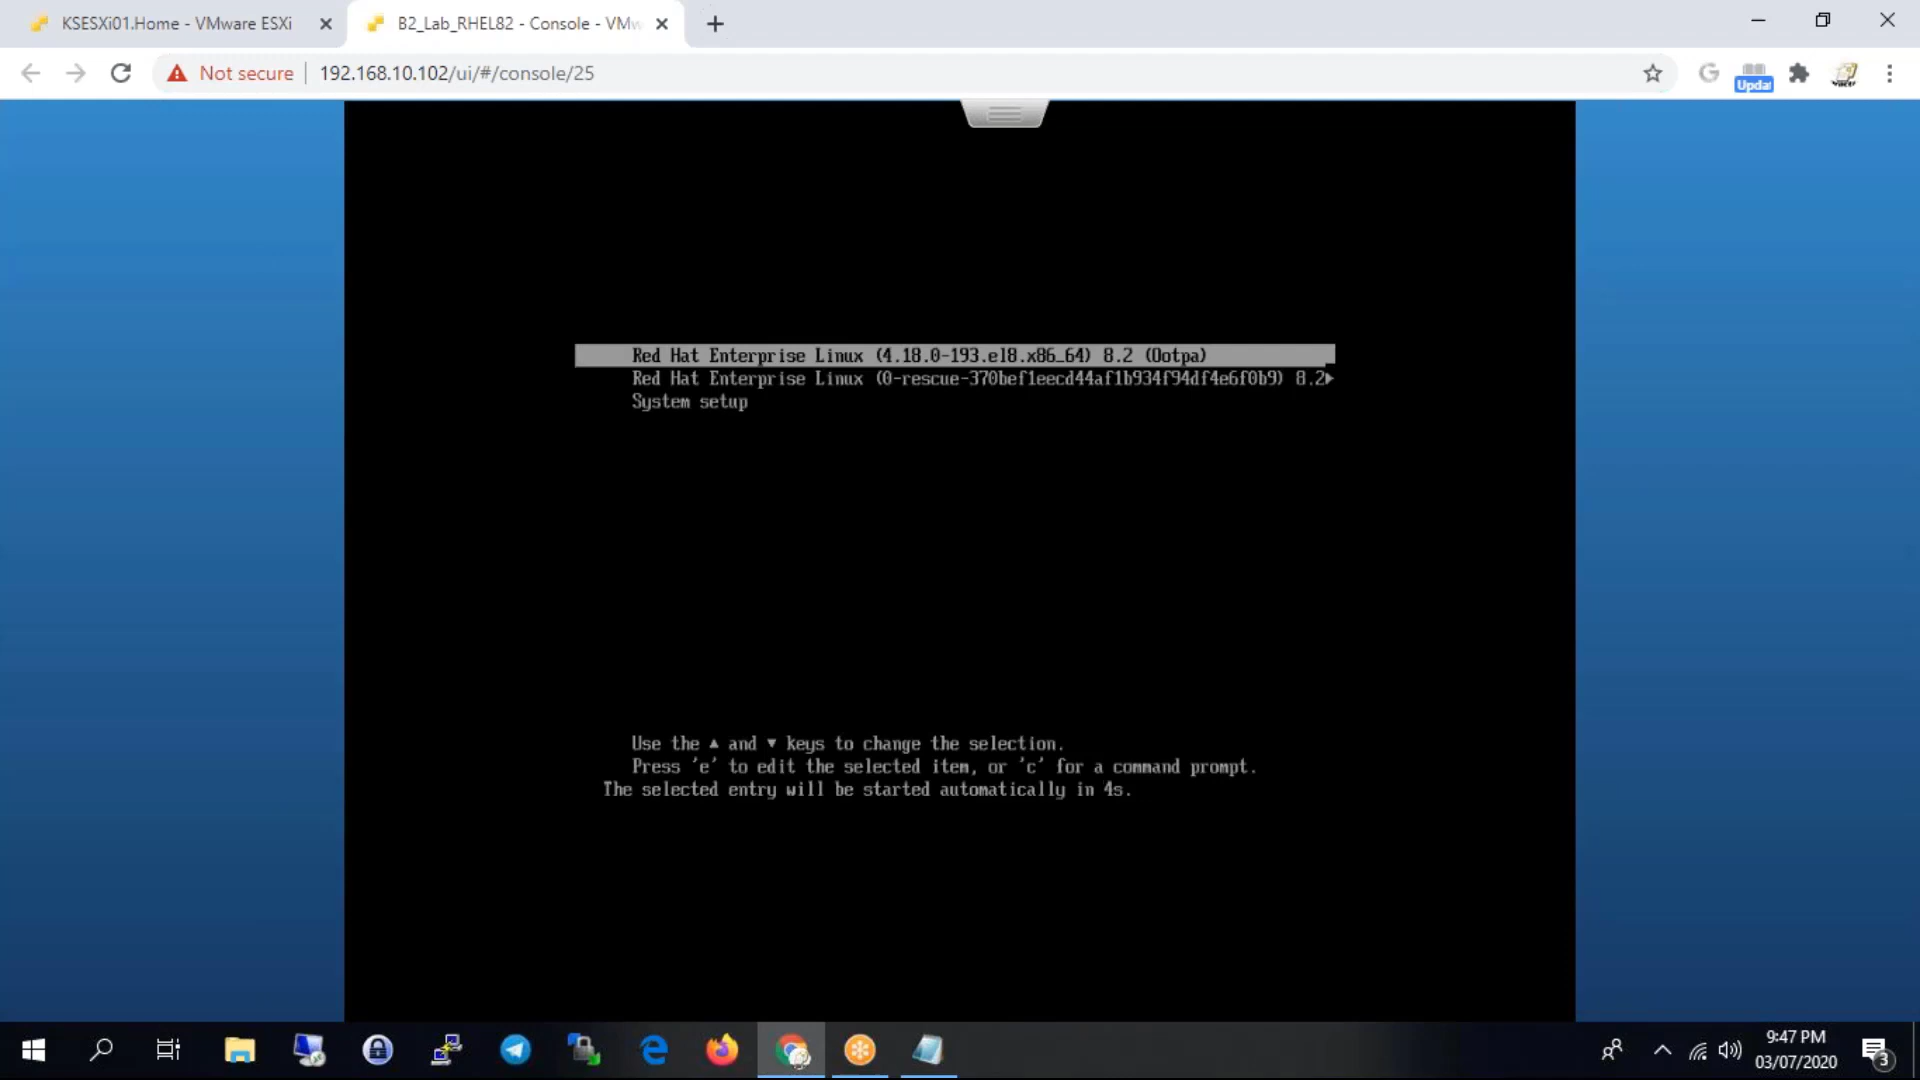 KSESXi01.Home - VMware ESXi
B2_Lab_RHEL82 - Console - VMw
Not secure
192.168.10.102/ui/#/console/25
Updat
Red Hat Enterprise Linux (4.18.0-193.el8.x86_64) 8.2 (Ootpa)
Red Hat Enterprise Linux (0-rescue-370bef1eecd44af1b934f94df4e6f0b9) 8.2▶
System setup
Use the ▲ and ▼ keys to change the selection.
Press 'e' to edit the selected item, or 'c' for a command prompt.
The selected entry will be started automatically in 4s.
9:47 PM
03/07/2020
3